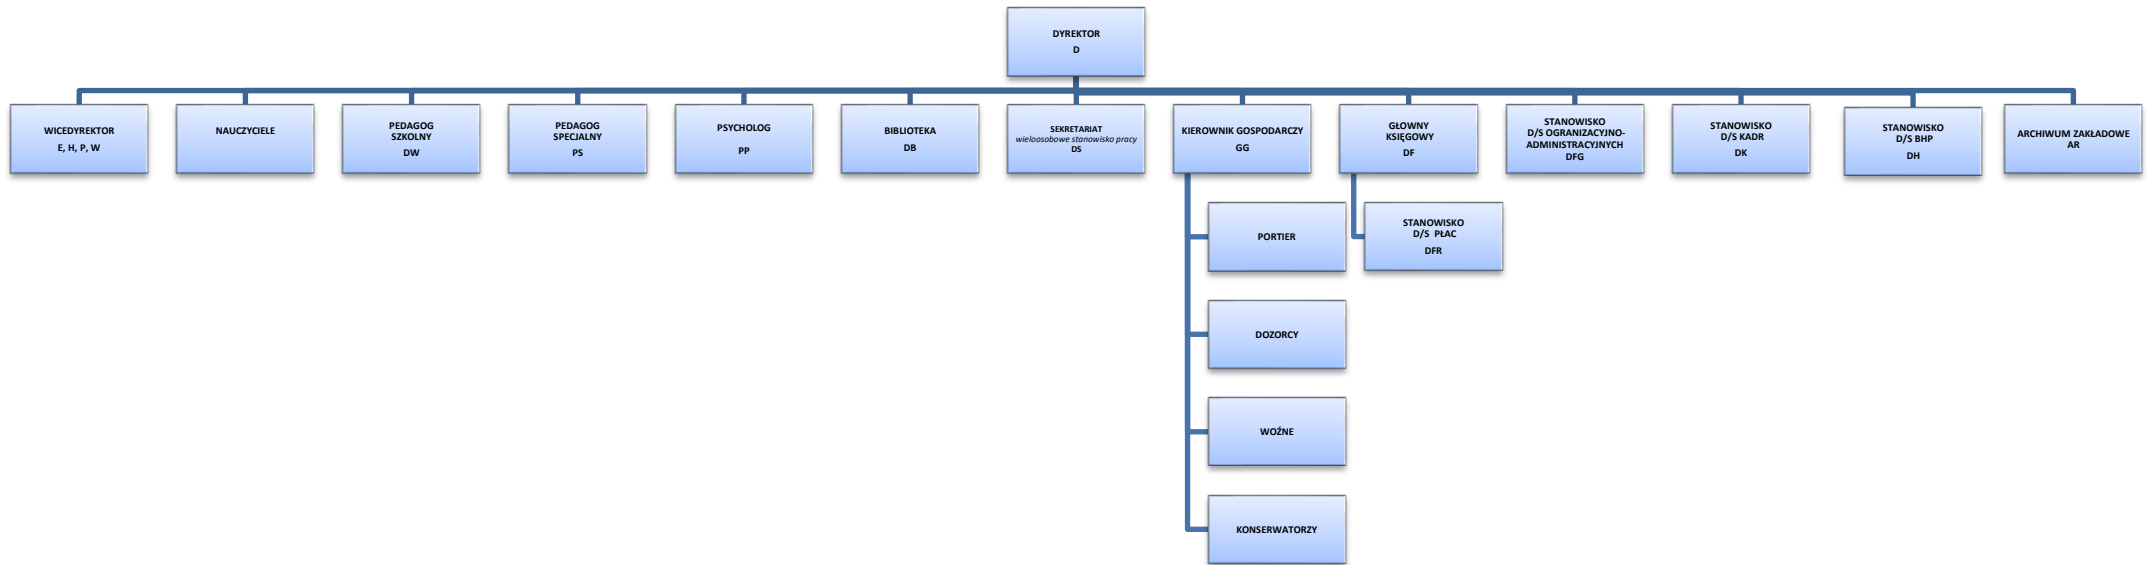 DYREKTOR
D
WICEDYREKTOR
E, H, P, W
NAUCZYCIELE
PEDAGOG
SZKOLNY
DW
PEDAGOG
SPECJALNY
PS
PSYCHOLOG
PP
BIBLIOTEKA
DB
SEKRETARIAT
wieloosobowe stanowisko pracy
DS
KIEROWNIK GOSPODARCZY
GG
GŁOWNY
KSIĘGOWY
DF
STANOWISKO
D/S OGRANIZACYJNO-
ADMINISTRACYJNYCH
DFG
STANOWISKO
D/S KADR
DK
STANOWISKO
D/S BHP
DH
ARCHIWUM ZAKŁADOWE
AR
PORTIER
STANOWISKO
D/S PŁAC
DFR
DOZORCY
WOŹNE
KONSERWATORZY